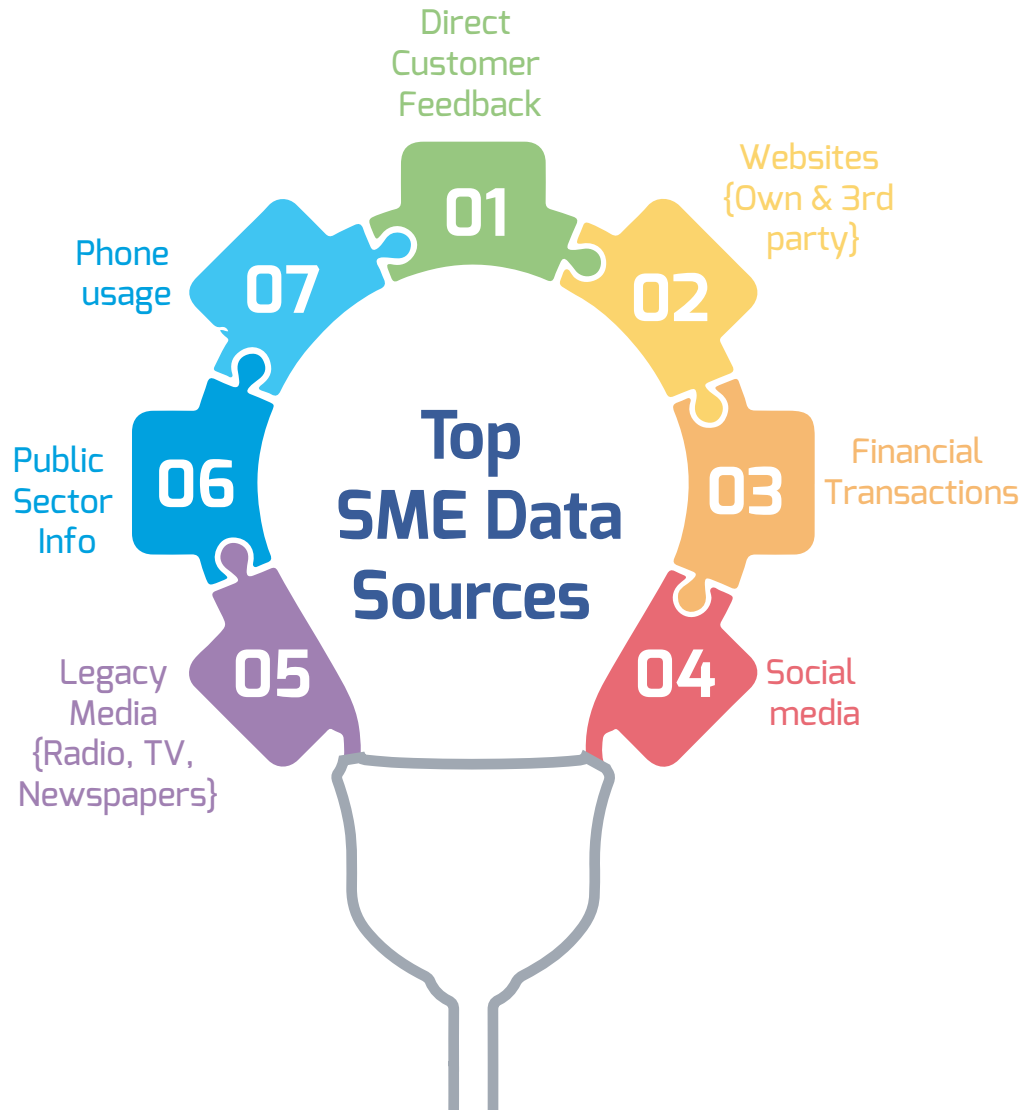 Direct
Customer
Feedback
01
Websites
{Own & 3rd
party}
02
Financial
Transactions
03
Social
media
04
Legacy
Media
{Radio, TV,
Newspapers}
05
Public
Sector
Info
06
Phone
usage
07
Top
SME Data
Sources